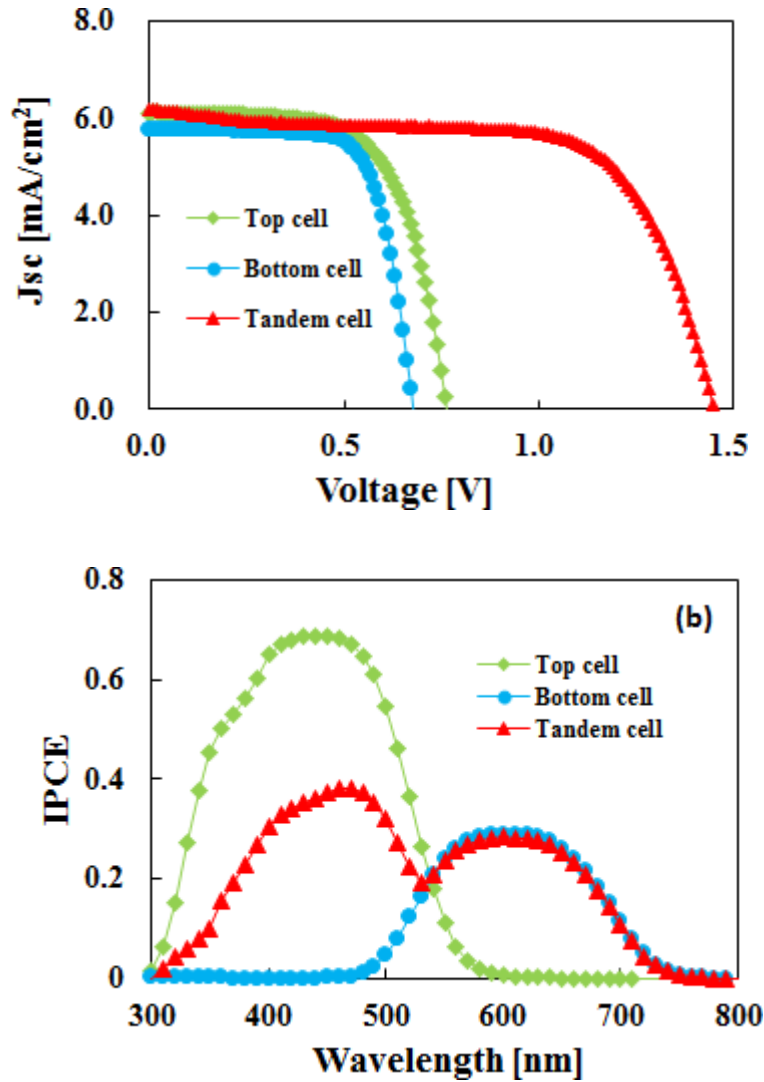 8.0
6.0
4.0
2.0
0.0
Jsc [mA/cm²]
Top cell
Bottom cell
Tandem cell
0.0 0.5 1.0 1.5
Voltage [V]
0.8
0.6
0.4
0.2
0
IPCE
(b)
Top cell
Bottom cell
Tandem cell
300 400 500 600 700 800
Wavelength [nm]